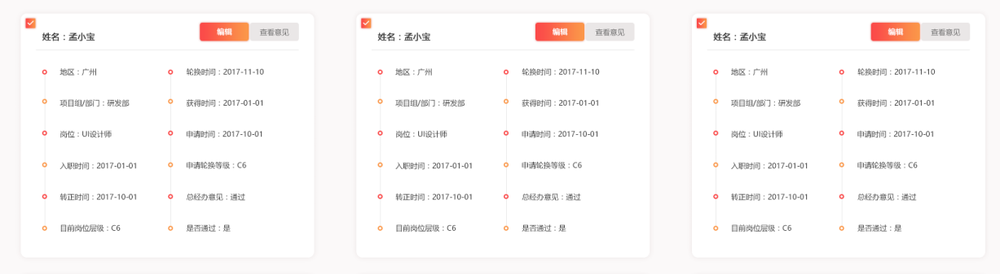 姓名：孟小宝
编辑
查看意见
地区：广州
轮换时间：2017-11-10
项目组/部门：研发部
获得时间：2017-01-01
岗位：UI设计师
申请时间：2017-10-01
入职时间：2017-01-01
申请轮换等级：C6
转正时间：2017-10-01
总经办意见：通过
目前岗位层级：C6
是否通过：是
姓名：孟小宝
编辑
查看意见
地区：广州
轮换时间：2017-11-10
项目组/部门：研发部
获得时间：2017-01-01
岗位：UI设计师
申请时间：2017-10-01
入职时间：2017-01-01
申请轮换等级：C6
转正时间：2017-10-01
总经办意见：通过
目前岗位层级：C6
是否通过：是
姓名：孟小宝
编辑
查看意见
地区：广州
轮换时间：2017-11-10
项目组/部门：研发部
获得时间：2017-01-01
岗位：UI设计师
申请时间：2017-10-01
入职时间：2017-01-01
申请轮换等级：C6
转正时间：2017-10-01
总经办意见：通过
目前岗位层级：C6
是否通过：是